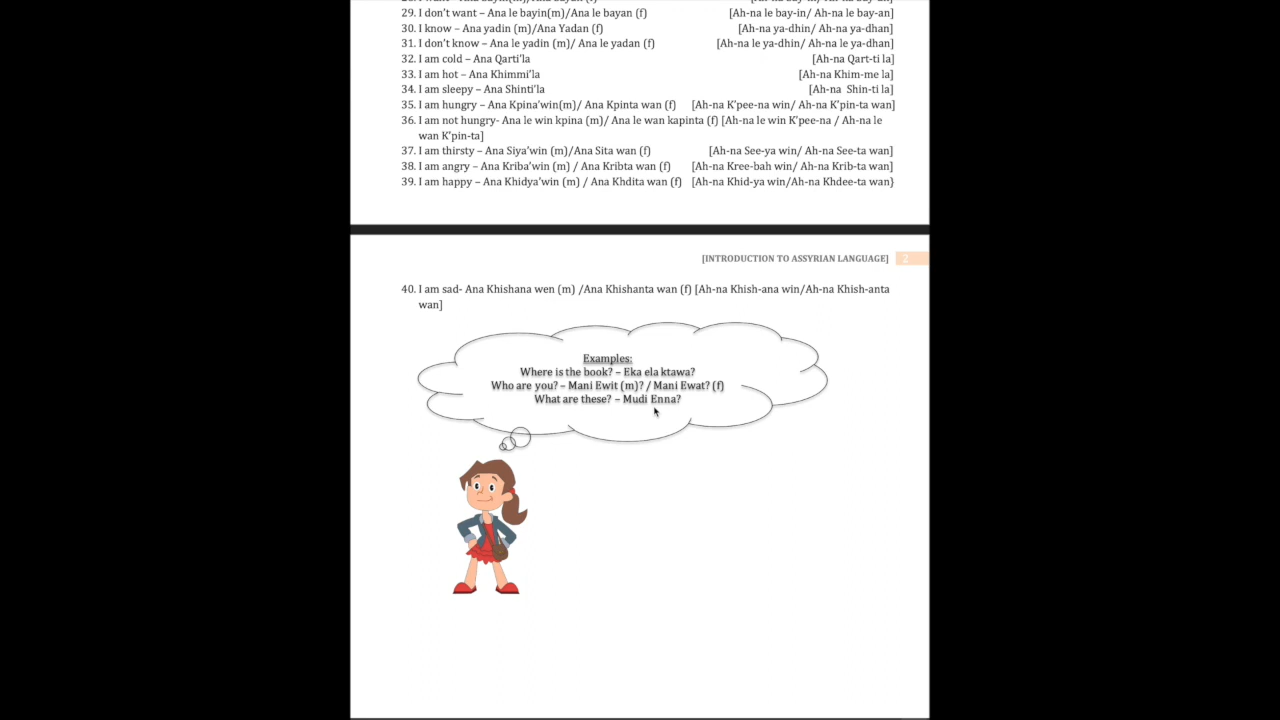 29. I don't want – Ana le bayin(m)/Ana le bayan (f) [Ah-na le bay-in/ Ah-na le bay-an]
30. I know – Ana yadin (m)/Ana Yadan (f) [Ah-na ya-dhin/ Ah-na ya-dhan]
31. I don't know – Ana le yadin (m)/ Ana le yadan (f) [Ah-na le ya-dhin/ Ah-na le ya-dhan]
32. I am cold – Ana Qarti'la [Ah-na Qart-ti la]
33. I am hot – Ana Khimmi'la [Ah-na Khim-me la]
34. I am sleepy – Ana Shinti'la [Ah-na Shin-ti la]
35. I am hungry – Ana Kpina'win(m)/ Ana Kpinta wan (f) [Ah-na K'pee-na win/ Ah-na K'pin-ta wan]
36. I am not hungry- Ana le win kpina (m)/ Ana le wan kapinta (f) [Ah-na le win K'pee-na / Ah-na le
wan K'pin-ta]
37. I am thirsty – Ana Siya'win (m)/Ana Sita wan (f) [Ah-na See-ya win/ Ah-na See-ta wan]
38. I am angry – Ana Kriba'win (m) / Ana Kribta wan (f) [Ah-na Kree-bah win/ Ah-na Krib-ta wan]
39. I am happy – Ana Khidya'win (m) / Ana Khdita wan (f) [Ah-na Khid-ya win/Ah-na Khdee-ta wan}
[INTRODUCTION TO ASSYRIAN LANGUAGE] 2
40. I am sad- Ana Khishana wen (m) /Ana Khishanta wan (f) [Ah-na Khish-ana win/Ah-na Khish-anta
wan]
Examples:
Where is the book? – Eka ela ktawa?
Who are you? – Mani Ewit (m)? / Mani Ewat? (f)
What are these? – Mudi Enna?